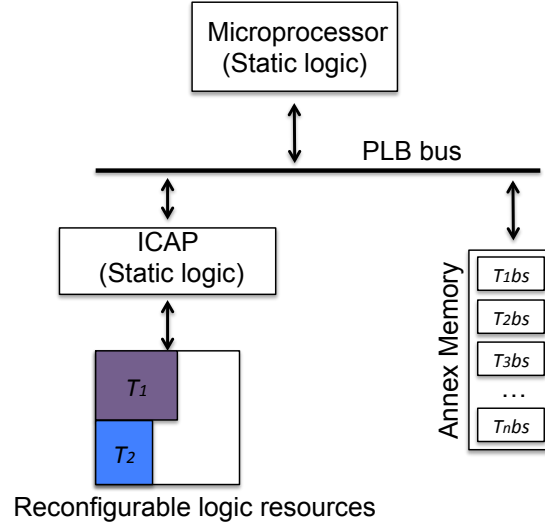 Microprocessor
(Static logic)
PLB bus
ICAP
(Static logic)
Annex Memory
T1bs
T2bs
T3bs
...
Tnbs
T1
T2
Reconfigurable logic resources